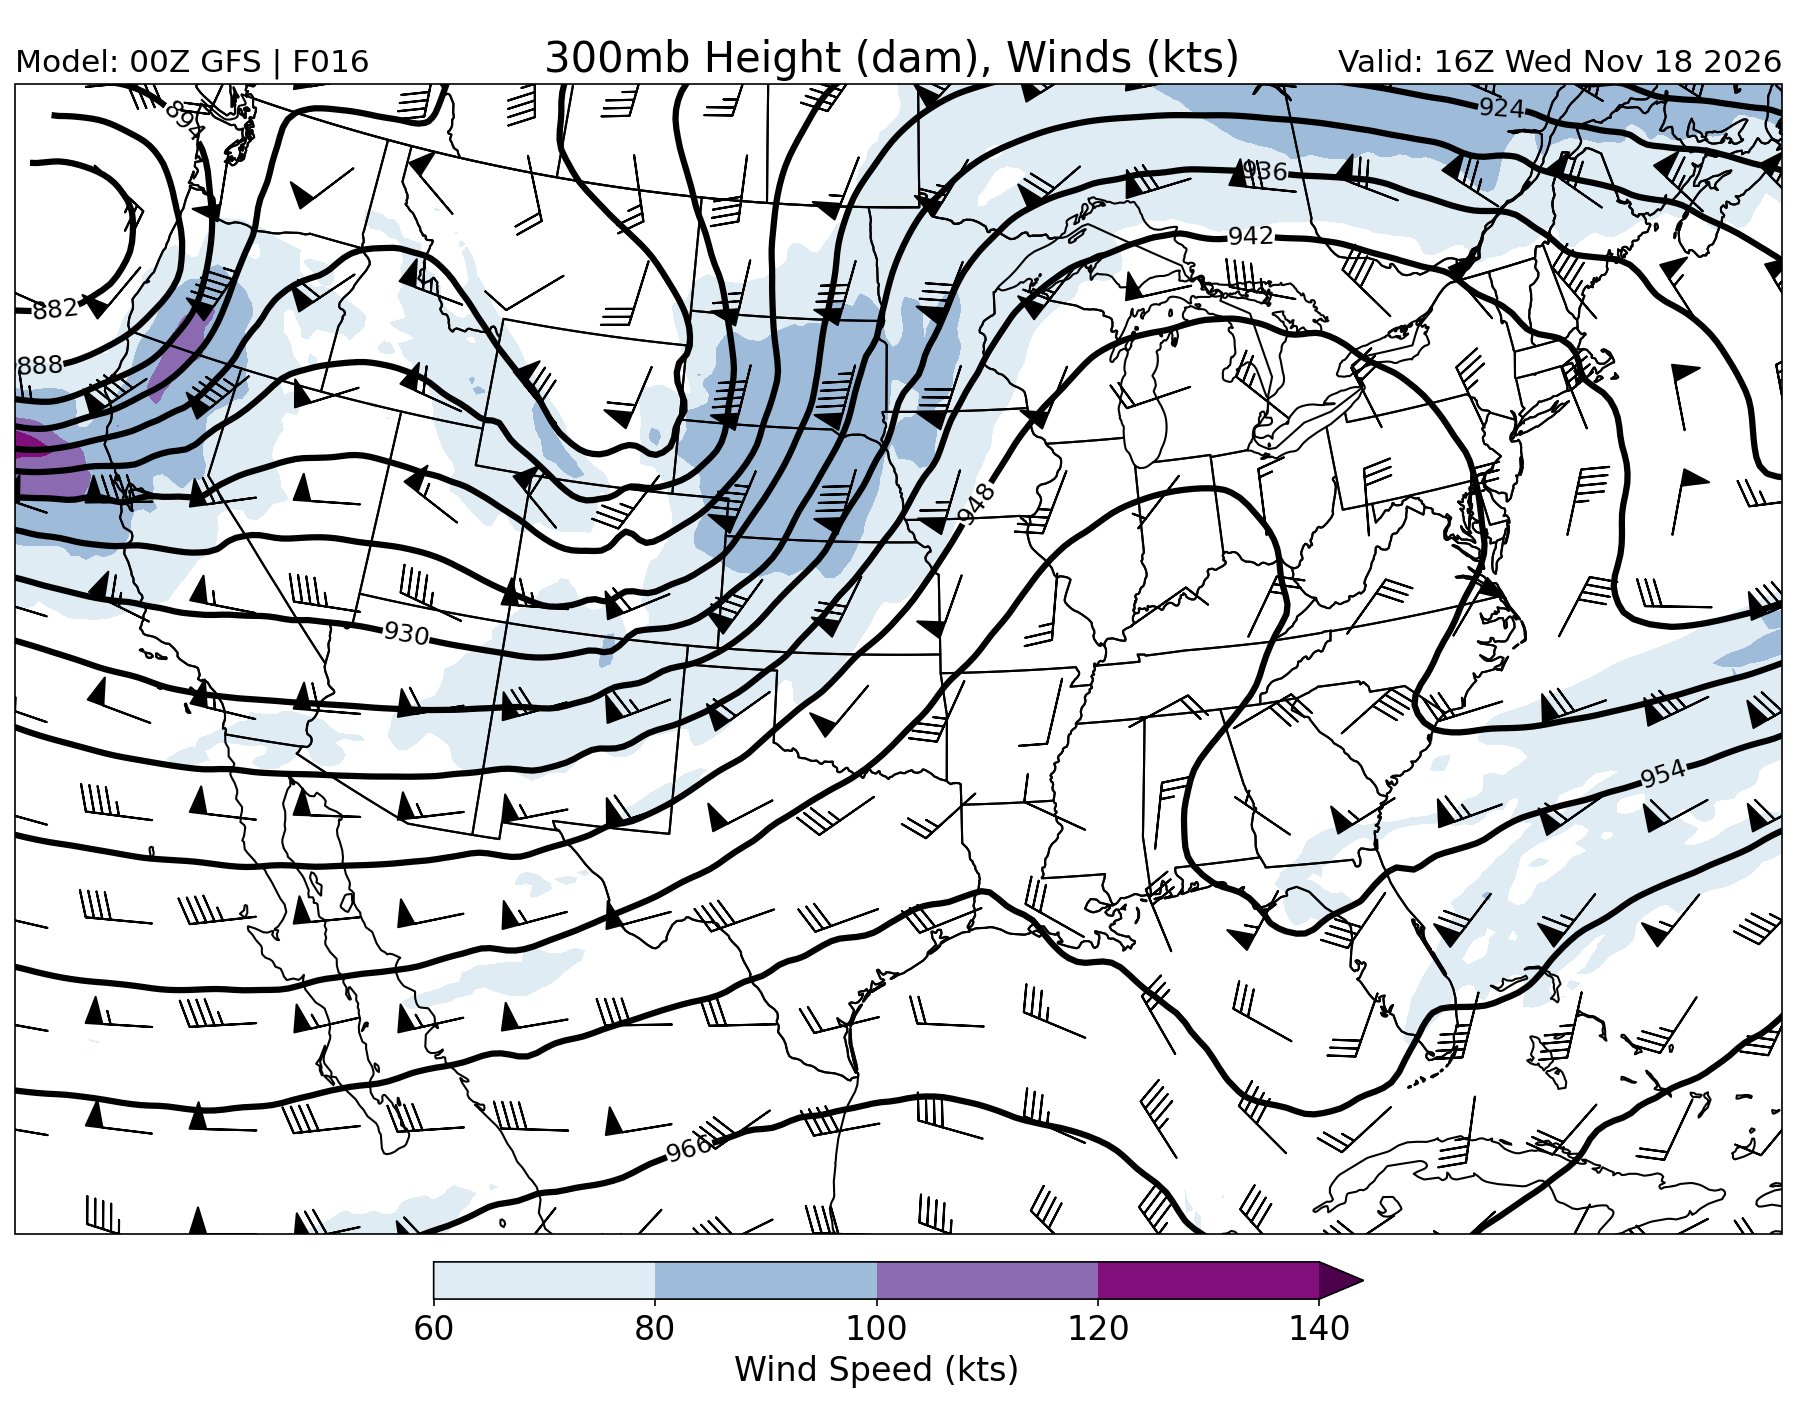 Model: 00Z GFS | F016
300mb Height (dam), Winds (kts)
Valid: 16Z Wed Nov 18 2026
894
924
936
942
882
888
948
930
954
966
60 80 100 120 140
Wind Speed (kts)